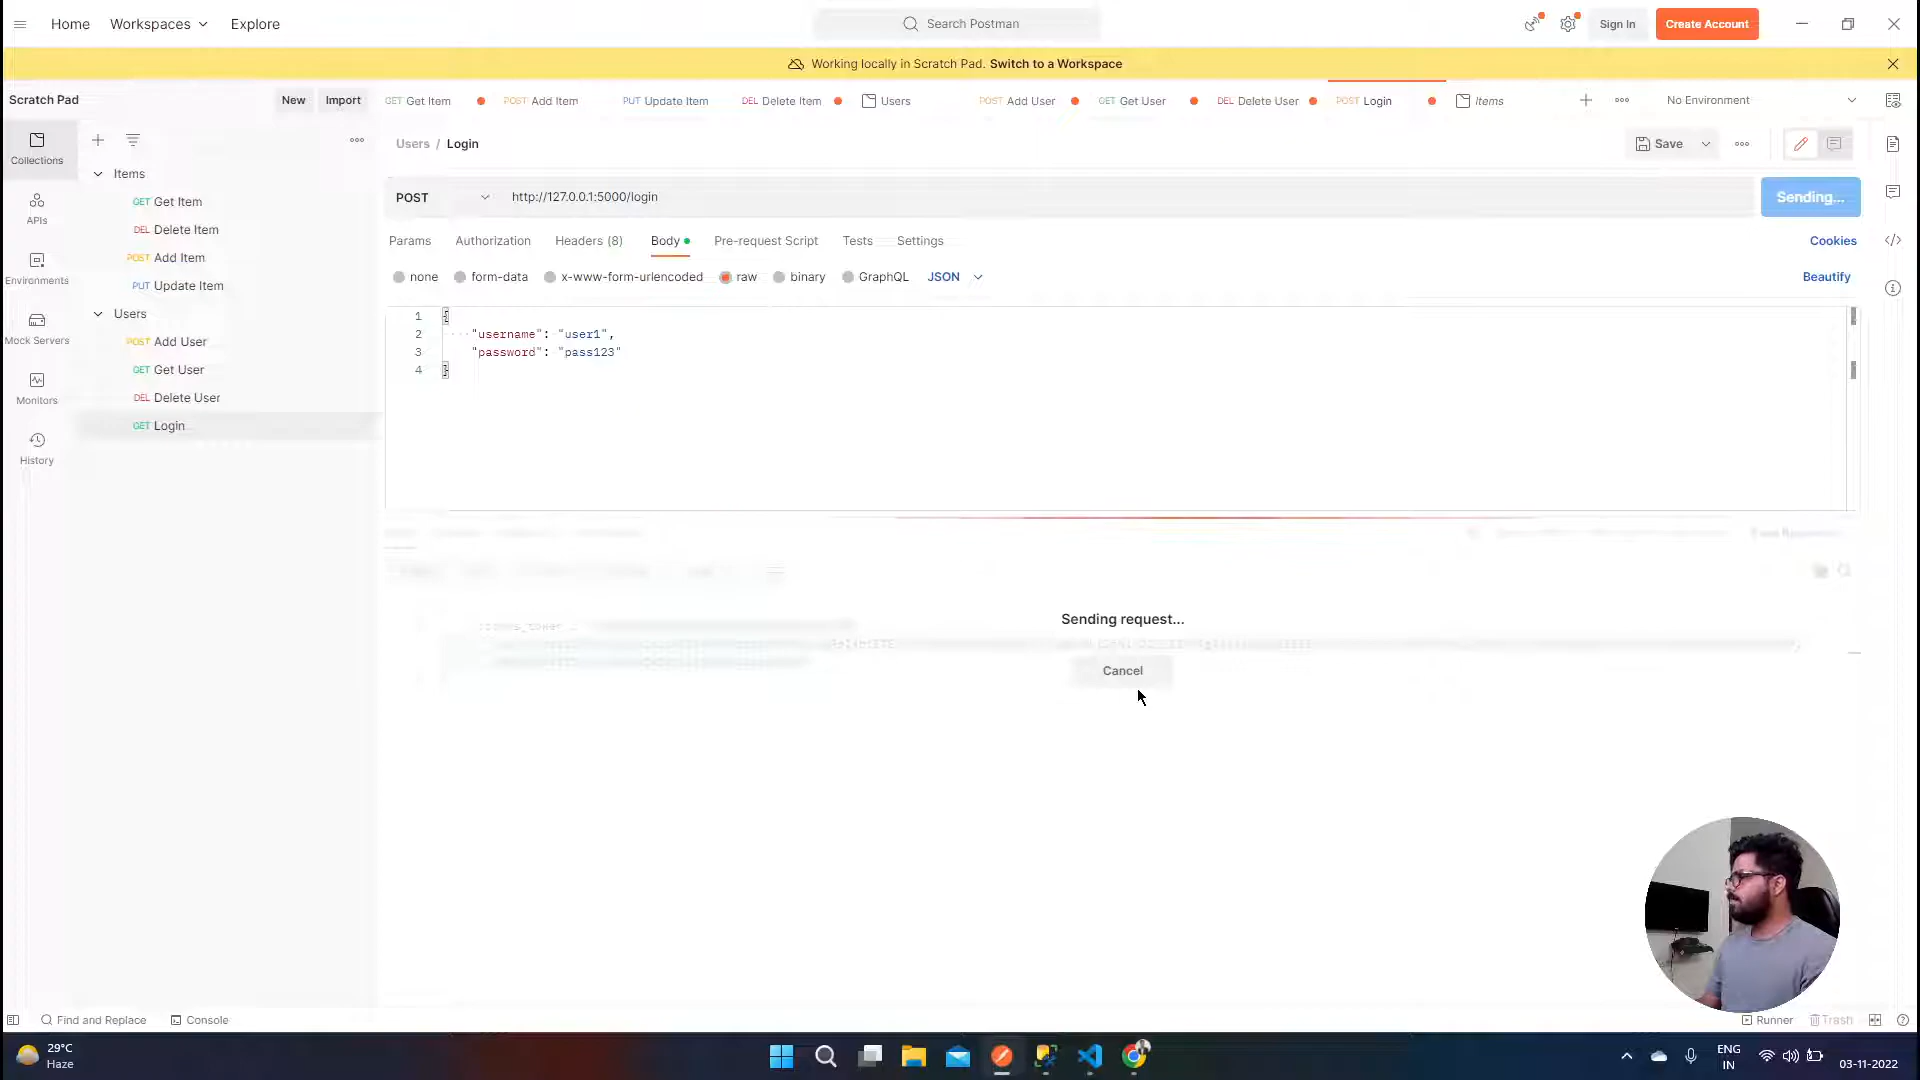 Home Workspaces Explore Search Postman Sign In Create Account
Working locally in Scratch Pad. Switch to a Workspace
Scratch Pad New Import GET Get Item POST Add Item PUT Update Item DEL Delete Item Users POST Add User GET Get User DEL Delete User POST Login Items No Environment
Collections
APIs
Environments
Mock Servers
Monitors
History
Items
GET Get Item
DEL Delete Item
POST Add Item
PUT Update Item
Users
POST Add User
GET Get User
DEL Delete User
GET Login
Users / Login Save
POST http://127.0.0.1:5000/login Sending...
Params Authorization Headers (8) Body Pre-request Script Tests Settings Cookies
none form-data x-www-form-urlencoded raw binary GraphQL JSON Beautify
1 {
2 "username": "user1",
3 "password": "pass123"
4 }
Sending request...
Cancel
Find and Replace Console Runner Trash
29°C
Haze
ENG
IN
03-11-2022